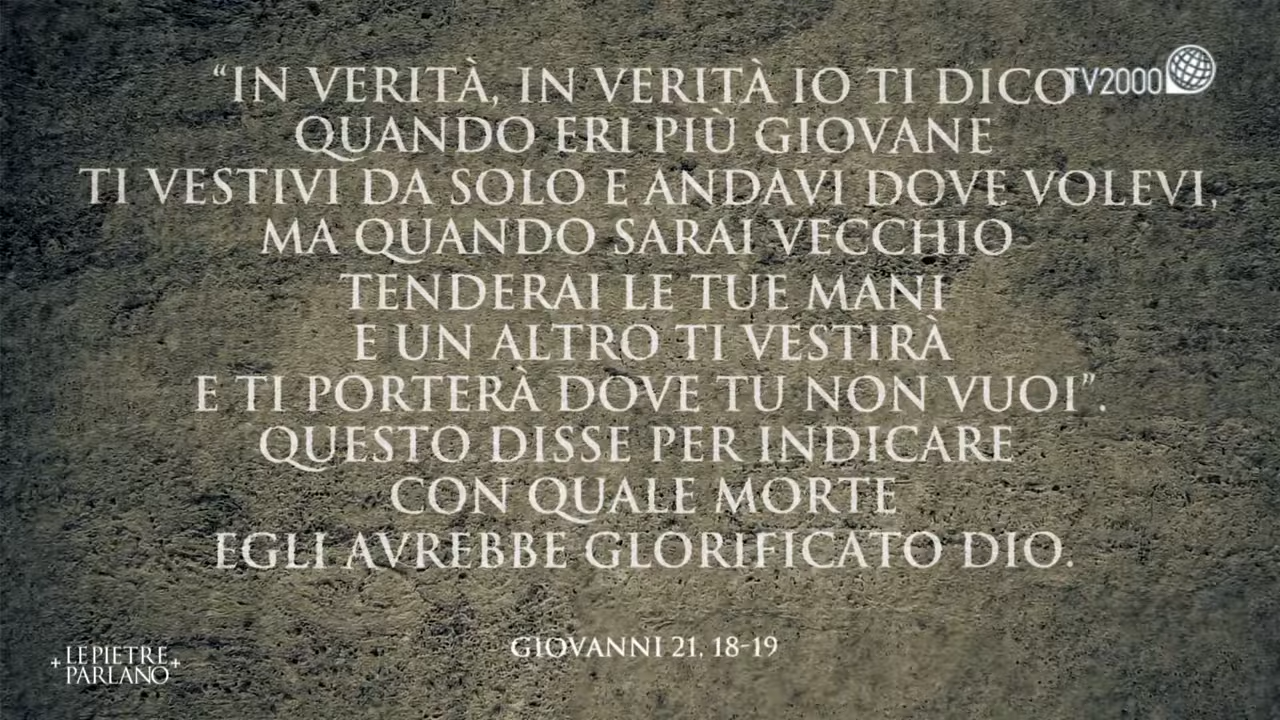 “IN VERITÀ, IN VERITÀ IO TI DICO
TV2000
QUANDO ERI PIÙ GIOVANE
TI VESTIVI DA SOLO E ANDAVI DOVE VOLEVI,
MA QUANDO SARAI VECCHIO
TENDERAI LE TUE MANI
E UN ALTRO TI VESTIRÀ
E TI PORTERÀ DOVE TU NON VUOI”.
QUESTO DISSE PER INDICARE
CON QUALE MORTE
EGLI AVREBBE GLORIFICATO DIO.
GIOVANNI 21, 18-19
+ LE PIETRE +
PARLANO